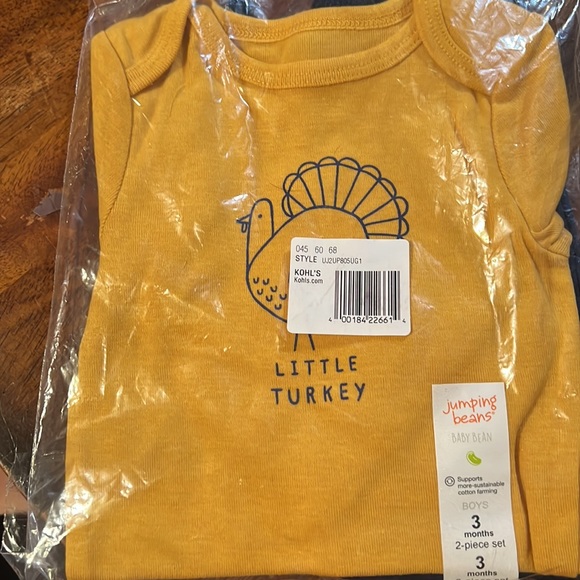 045 60 68
STYLE UJ2UP805UG1
KOHL'S
Kohls.com
4 00184 22661 4
LITTLE
TURKEY
jumping
beans®
BABY BEAN
Supports
more-sustainable
cotton farming
BOYS
3
months
2-piece set
3
months